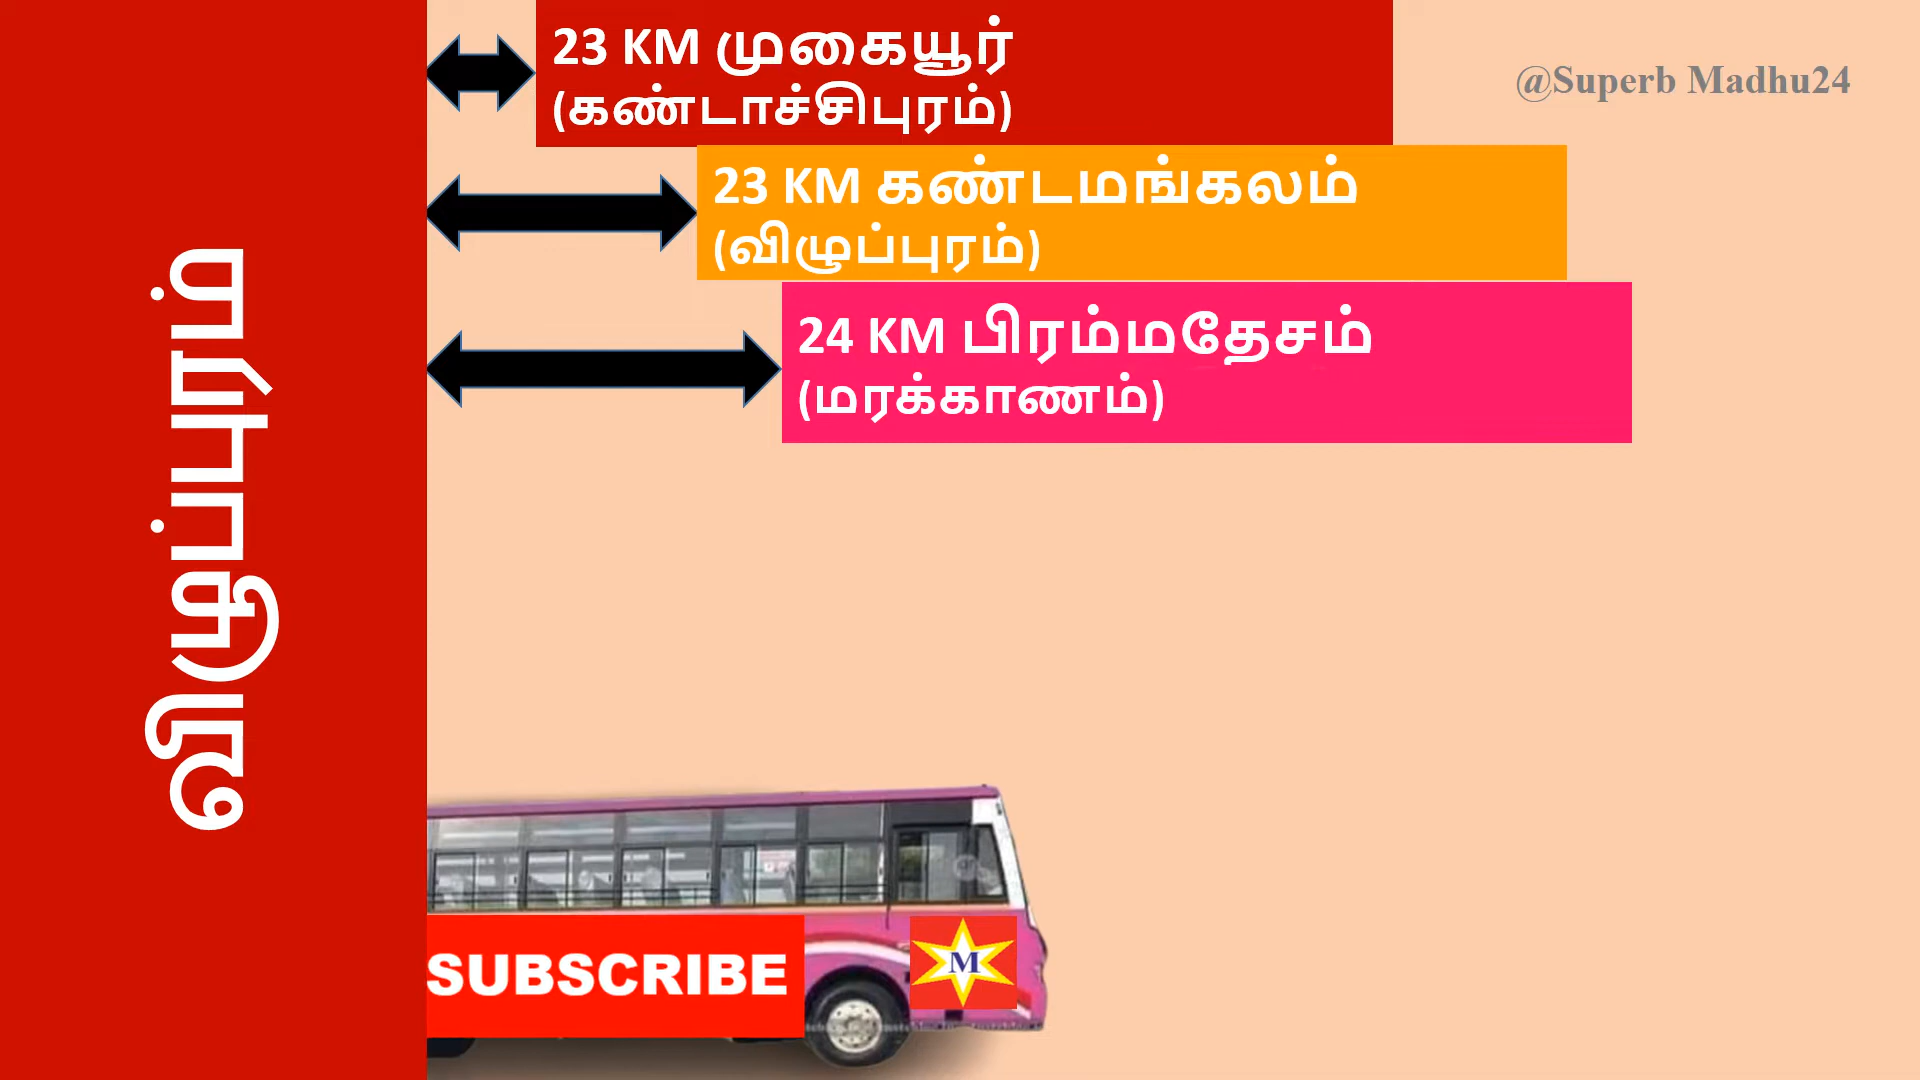 விழுப்புரம்
23 KM முகையூர்
(கண்டாச்சிபுரம்)
@Superb Madhu24
23 KM கண்டமங்கலம்
(விழுப்புரம்)
24 KM பிரம்மதேசம்
(மரக்காணம்)
SUBSCRIBE
M